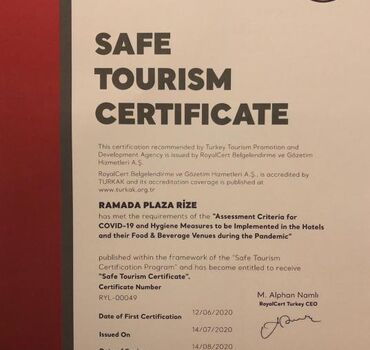 SAFE
TOURISM
CERTIFICATE
This certification recommended by Turkey Tourism Promotion and
Development Agency is issued by RoyalCert Belgelendirme ve Gözetim
Hizmetleri A.Ş.
RoyalCert Belgelendirme ve Gözetim Hizmetleri A.Ş., is accredited by
TURKAK and its accreditation coverage is published at
www.turkak.org.tr
RAMADA PLAZA RİZE
has met the requirements of the "Assessment Criteria for
COVID-19 and Hygiene Measures to be Implemented in the Hotels
and their Food & Beverage Venues during the Pandemic"
published within the framework of the "Safe Tourism
Certification Program" and has become entitled to receive
"Safe Tourism Certificate".
Certificate Number
RYL-00049
M. Alphan Namlı
RoyalCert Turkey CEO
Date of First Certification 12/06/2020
Issued On 14/07/2020
14/08/2020